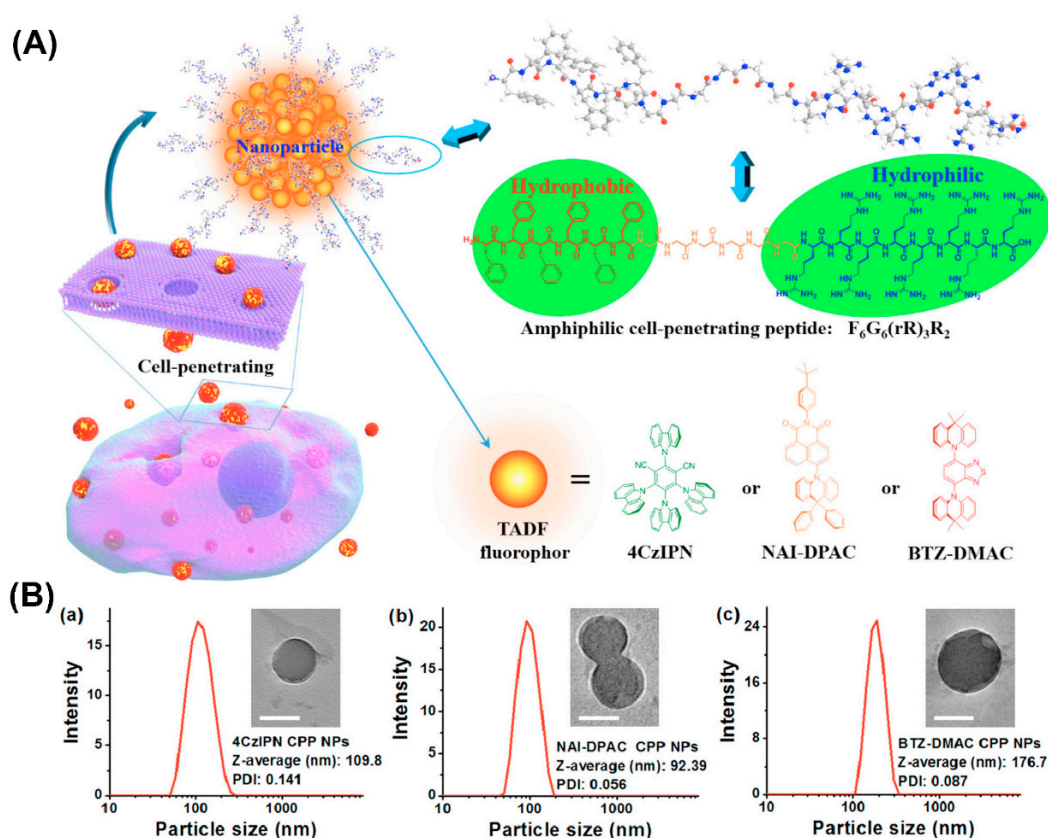 (A)
Nanoparticle
Hydrophobic
Hydrophilic
Amphiphilic cell-penetrating peptide: F₆G₆(rR)₃R₂
Cell-penetrating
TADF
fluorophor
=
4CzIPN
or
NAI-DPAC
or
BTZ-DMAC
(B)
(a)
Intensity
15
10
5
0
4CzIPN CPP NPs
Z-average (nm): 109.8
PDI: 0.141
10 100 1000
Particle size (nm)
(b)
Intensity
20
15
10
5
0
NAI-DPAC CPP NPs
Z-average (nm): 92.39
PDI: 0.056
10 100 1000
Particle size (nm)
(c)
Intensity
24
18
12
6
0
BTZ-DMAC CPP NPs
Z-average (nm): 176.7
PDI: 0.087
10 100 1000
Particle size (nm)